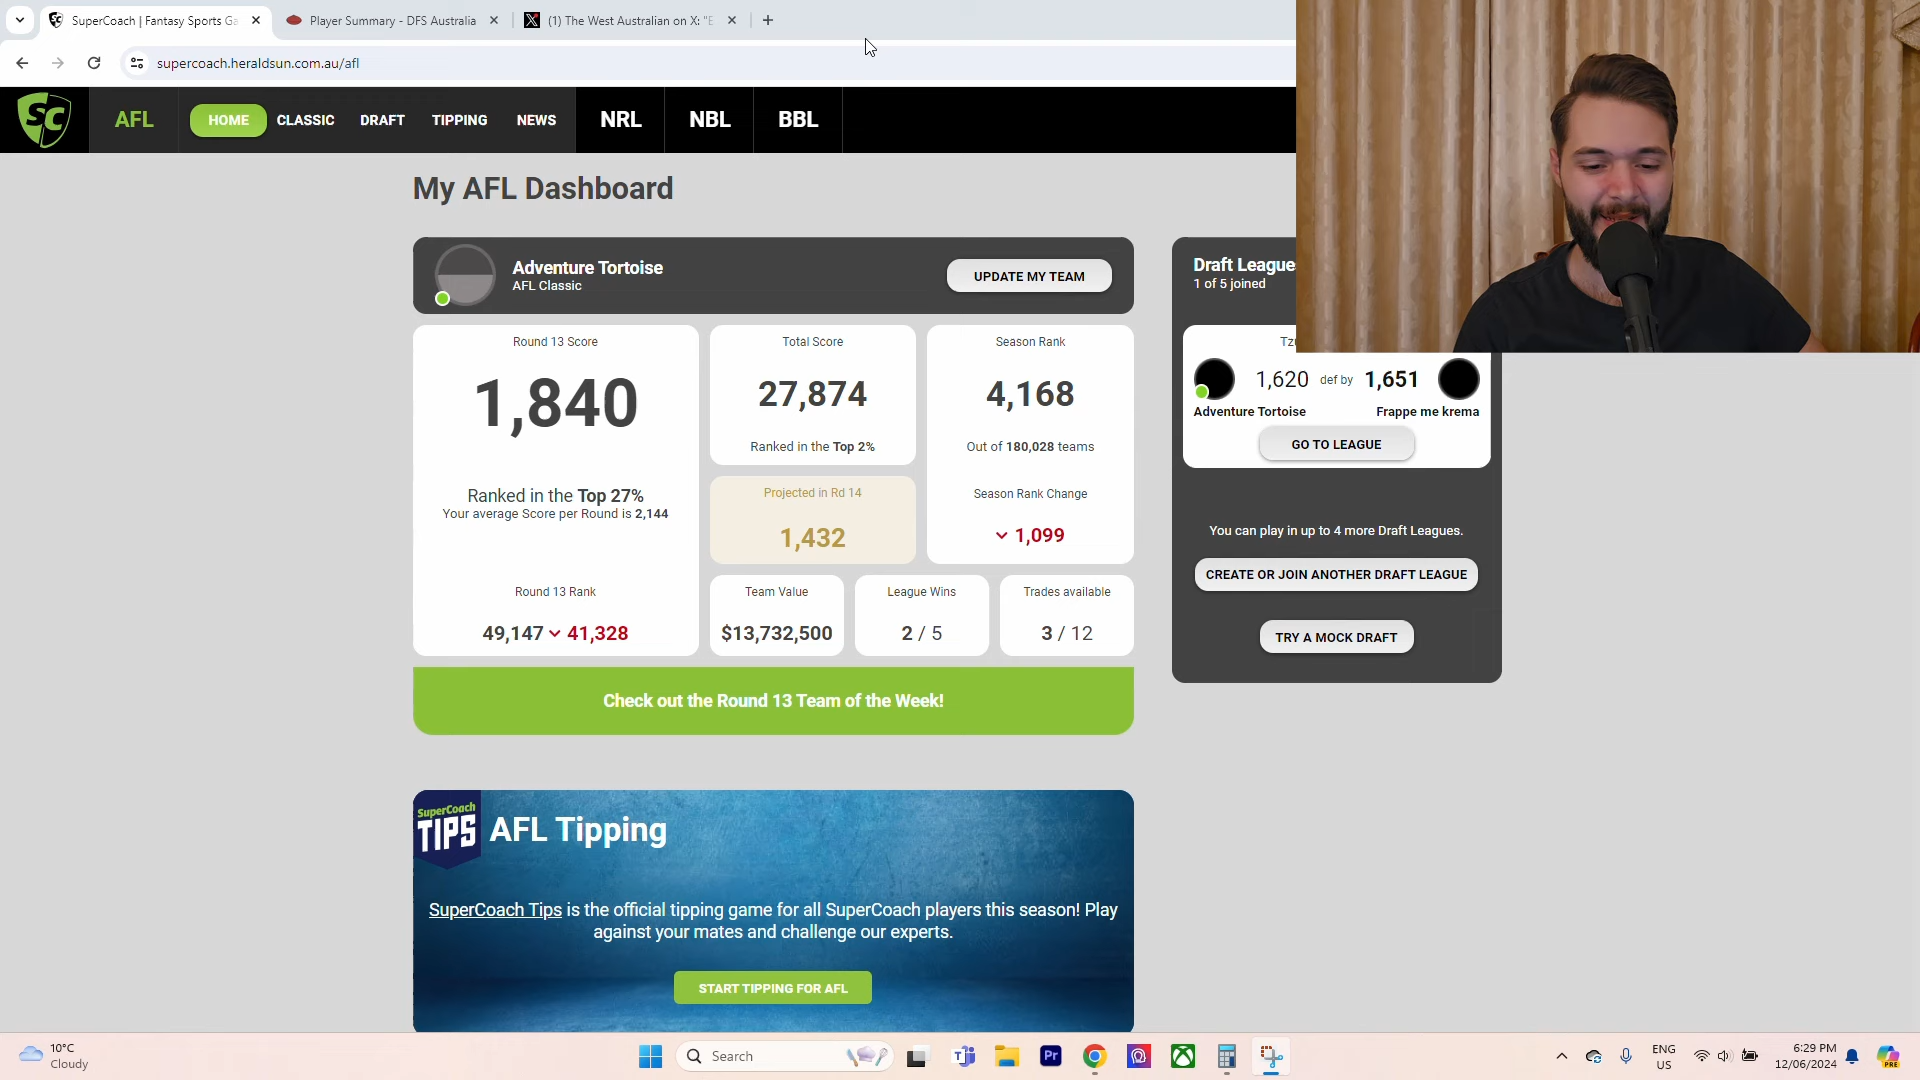 SuperCoach | Fantasy Sports Ga
Player Summary - DFS Australia
(1) The West Australian on X: "E
supercoach.heraldsun.com.au/afl
SC
AFL
HOME
CLASSIC
DRAFT
TIPPING
NEWS
NRL
NBL
BBL
My AFL Dashboard
Adventure Tortoise
AFL Classic
UPDATE MY TEAM
Round 13 Score
1,840
Ranked in the Top 27%
Your average Score per Round is 2,144
Round 13 Rank
49,147 41,328
Total Score
27,874
Ranked in the Top 2%
Season Rank
4,168
Out of 180,028 teams
Projected in Rd 14
1,432
Season Rank Change
1,099
Team Value
$13,732,500
League Wins
2 / 5
Trades available
3 / 12
Check out the Round 13 Team of the Week!
Draft League
1 of 5 joined
1,620 def by 1,651
Adventure Tortoise
Frappe me krema
GO TO LEAGUE
You can play in up to 4 more Draft Leagues.
CREATE OR JOIN ANOTHER DRAFT LEAGUE
TRY A MOCK DRAFT
SuperCoach
TIPS
AFL Tipping
SuperCoach Tips is the official tipping game for all SuperCoach players this season! Play
against your mates and challenge our experts.
START TIPPING FOR AFL
10°C
Cloudy
Search
Pr
ENG
US
6:29 PM
12/06/2024
PRE